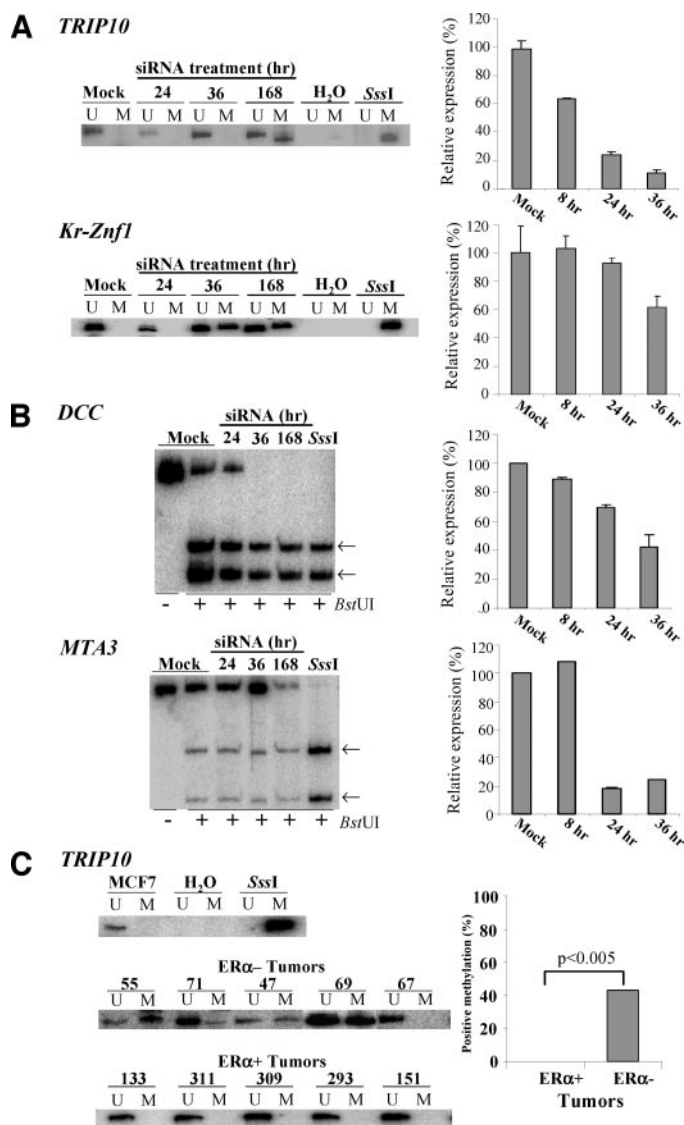 A TRIP10
siRNA treatment (hr)
Mock 24 36 168 H2O SssI
U M U M U M U M U M U M
Relative expression (%)
120
100
80
60
40
20
0
Mock 8 hr 24 hr 36 hr
Kr-Znf1
siRNA treatment (hr)
Mock 24 36 168 H2O SssI
U M U M U M U M U M U M
Relative expression (%)
120
100
80
60
40
20
0
Mock 8 hr 24 hr 36 hr
B DCC
siRNA (hr)
Mock 24 36 168 SssI
←
←
- + + + + + BstUI
Relative expression (%)
120
100
80
60
40
20
.0
Mock 8 hr 24 hr 36 hr
MTA3
siRNA (hr)
Mock 24 36 168 SssI
←
←
- + + + + + BstUI
Relative expression (%)
120
100
80
60
40
20
0
Mock 8 hr 24 hr 36 hr
C TRIP10
MCF7 H2O SssI
U M U M U M
ERα− Tumors
55 71 47 69 67
U M U M U M U M U M
ERα+ Tumors
133 311 309 293 151
U M U M U M U M U M
Positive methylation (%)
100
80
60
40
20
0
p<0.005
ERα+ ERα-
Tumors